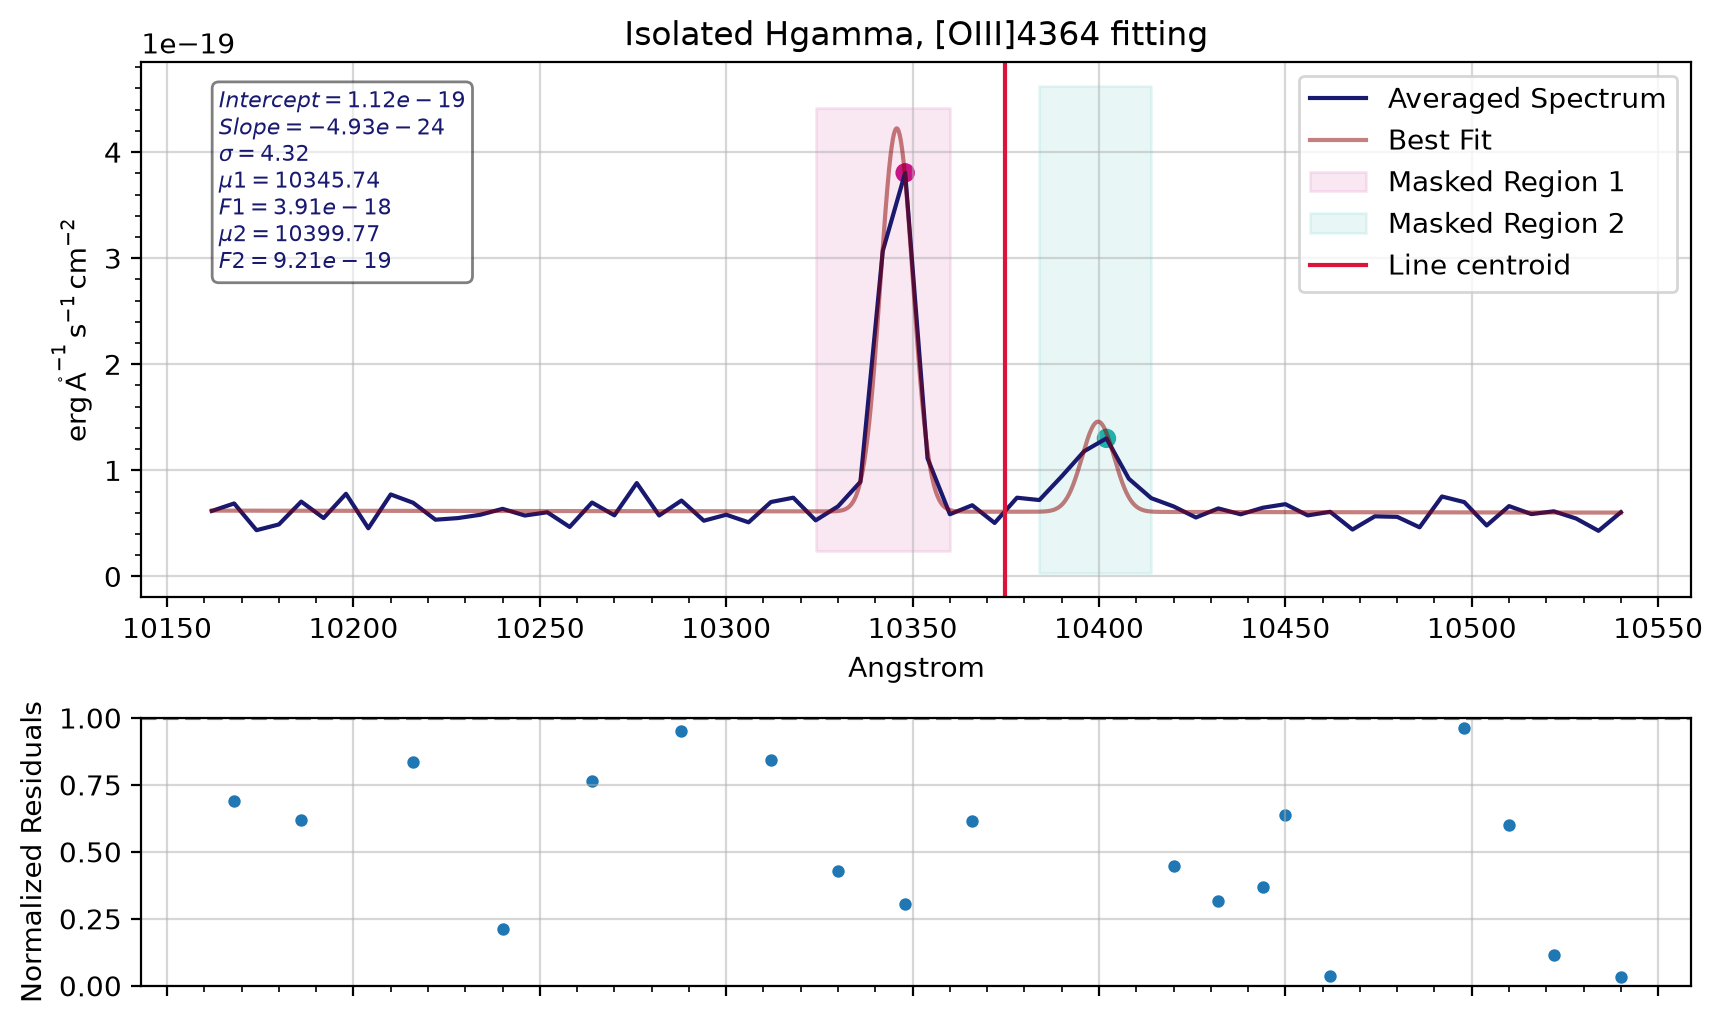 Isolated Hgamma, [OIII]4364 fitting
1e−19
Intercept = 1.12e − 19
Slope = −4.93e − 24
σ = 4.32
μ1 = 10345.74
F1 = 3.91e − 18
μ2 = 10399.77
F2 = 9.21e − 19
Averaged Spectrum
Best Fit
Masked Region 1
Masked Region 2
Line centroid
erg Å⁻¹ s⁻¹ cm⁻²
4
3
2
1
0
10150 10200 10250 10300 10350 10400 10450 10500 10550
Angstrom
Normalized Residuals
1.00
0.75
0.50
0.25
0.00